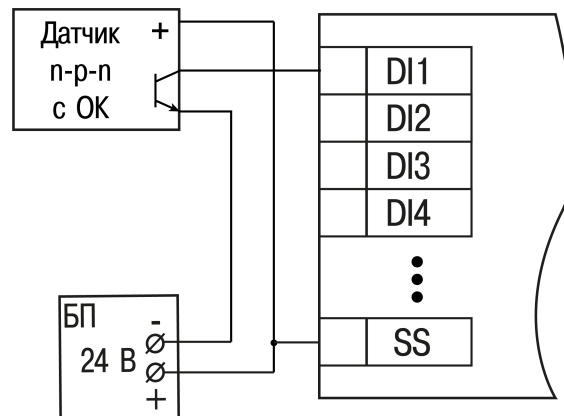 Датчик +
n-p-n
с ОК
DI1
DI2
DI3
DI4
SS
БП -
24 В
+